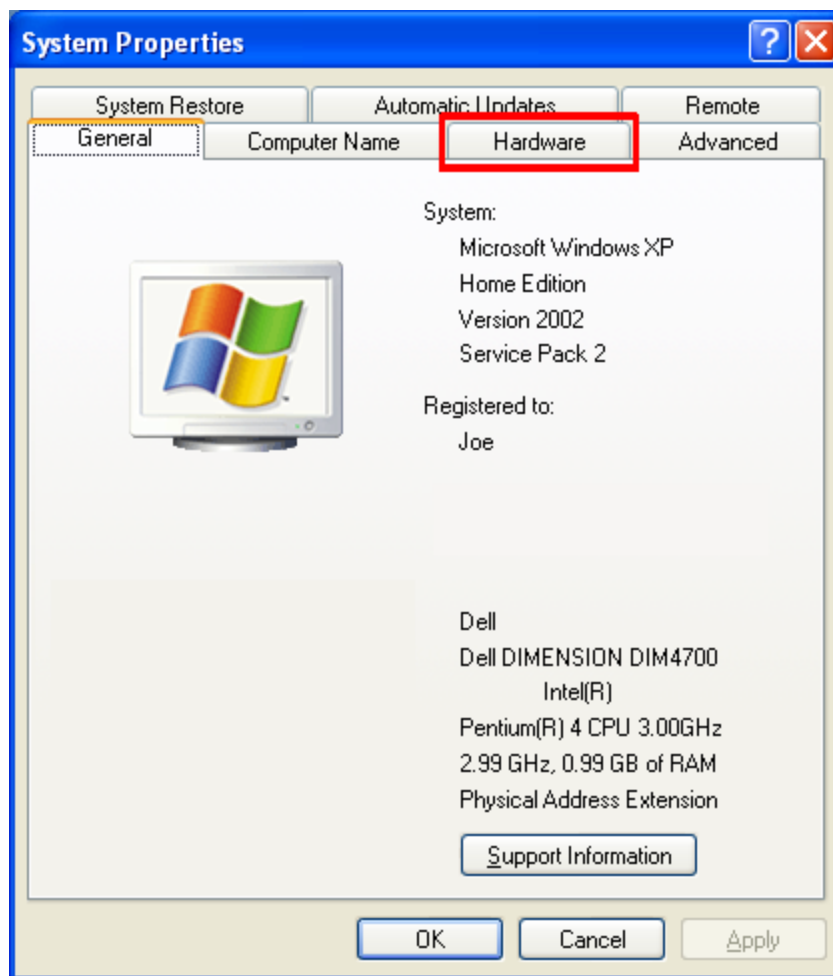 System Properties
System Restore
Automatic Updates
Remote
General
Computer Name
Hardware
Advanced
System:
Microsoft Windows XP
Home Edition
Version 2002
Service Pack 2
Registered to:
Joe
Dell
Dell DIMENSION DIM4700
Intel(R)
Pentium(R) 4 CPU 3.00GHz
2.99 GHz, 0.99 GB of RAM
Physical Address Extension
Support Information
OK
Cancel
Apply